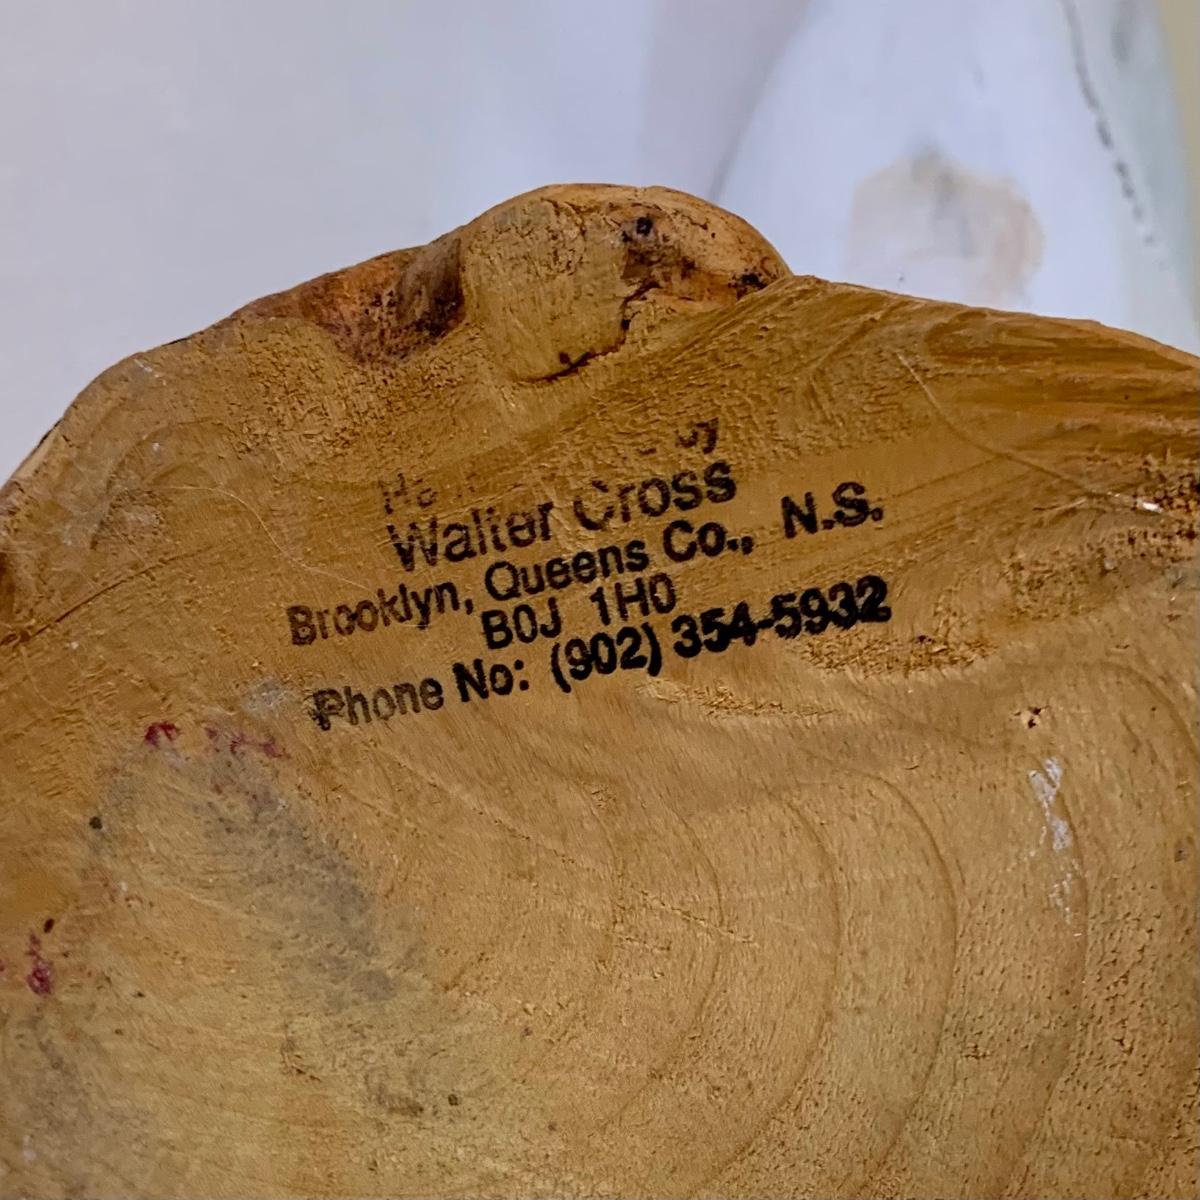 Walter Cross
Brooklyn, Queens Co., N.S.
B0J 1H0
Phone No: (902) 354-5932